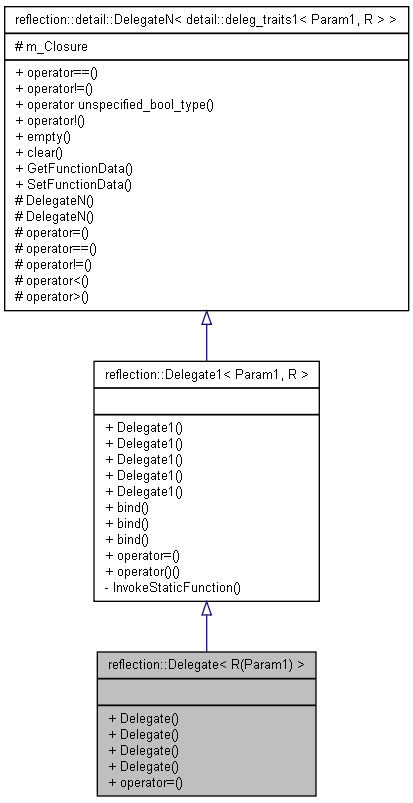 reflection::detail::DelegateN< detail::deleg_traits1< Param1, R > >
# m_Closure
+ operator==()
+ operator!=()
+ operator unspecified_bool_type()
+ operator!()
+ empty()
+ clear()
+ GetFunctionData()
+ SetFunctionData()
# DelegateN()
# DelegateN()
# operator=()
# operator==()
# operator!=()
# operator<()
# operator>()
reflection::Delegate1< Param1, R >
+ Delegate1()
+ Delegate1()
+ Delegate1()
+ Delegate1()
+ Delegate1()
+ bind()
+ bind()
+ bind()
+ operator=()
+ operator()()
- InvokeStaticFunction()
reflection::Delegate< R(Param1) >
+ Delegate()
+ Delegate()
+ Delegate()
+ Delegate()
+ operator=()